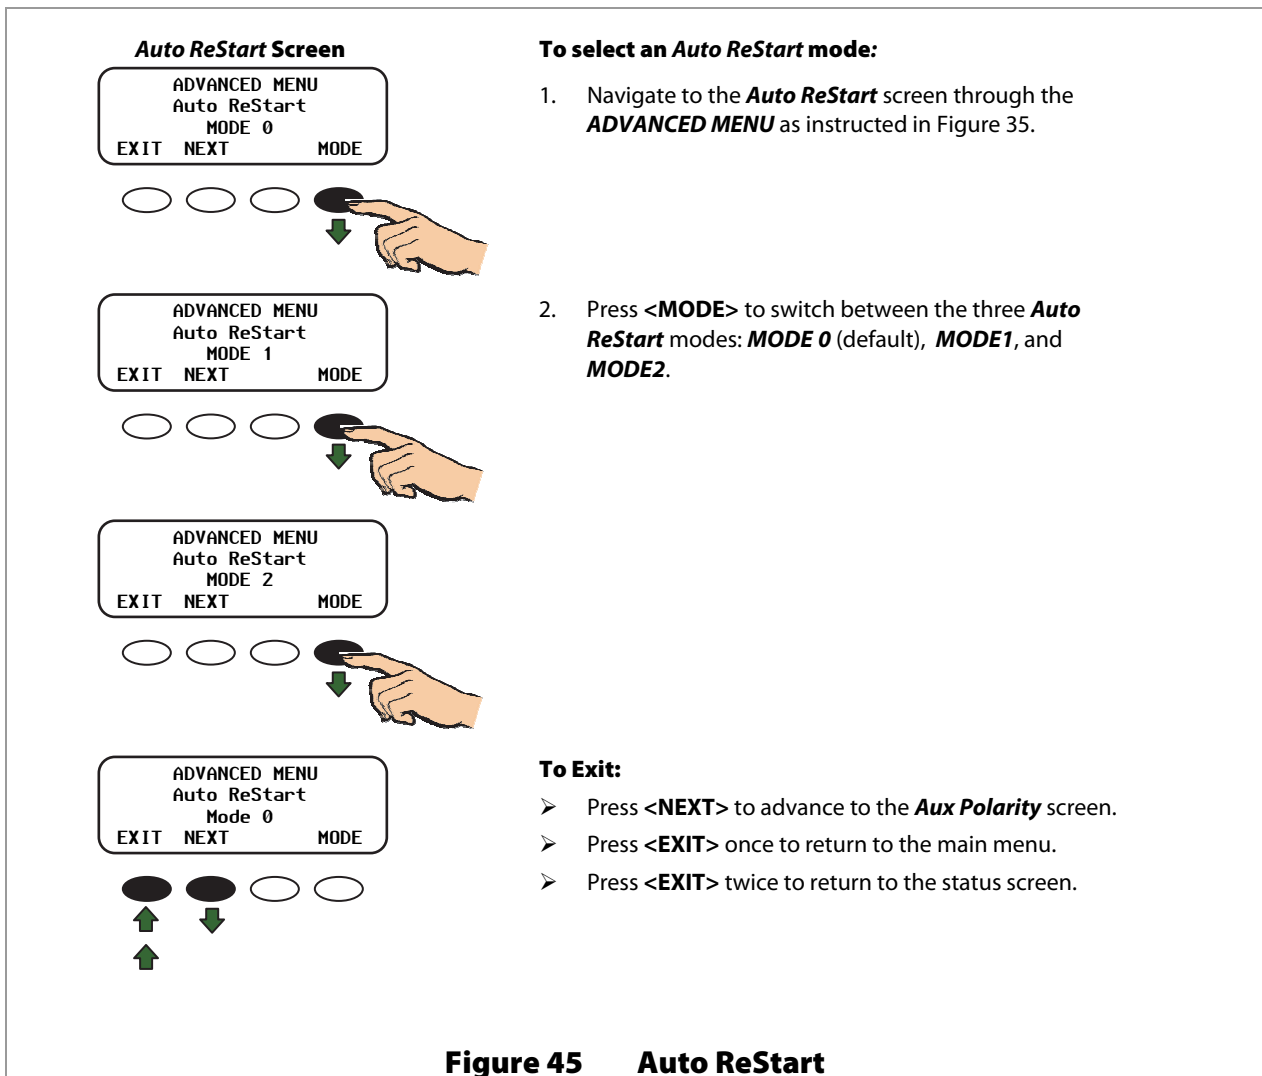 Auto ReStart Screen
ADVANCED MENU
Auto ReStart
MODE 0
EXIT NEXT MODE
To select an Auto ReStart mode:
1. Navigate to the Auto ReStart screen through the
ADVANCED MENU as instructed in Figure 35.
ADVANCED MENU
Auto ReStart
MODE 1
EXIT NEXT MODE
2. Press <MODE> to switch between the three Auto
ReStart modes: MODE 0 (default), MODE1, and
MODE2.
ADVANCED MENU
Auto ReStart
MODE 2
EXIT NEXT MODE
ADVANCED MENU
Auto ReStart
Mode 0
EXIT NEXT MODE
To Exit:
➢ Press <NEXT> to advance to the Aux Polarity screen.
➢ Press <EXIT> once to return to the main menu.
➢ Press <EXIT> twice to return to the status screen.
Figure 45 Auto ReStart